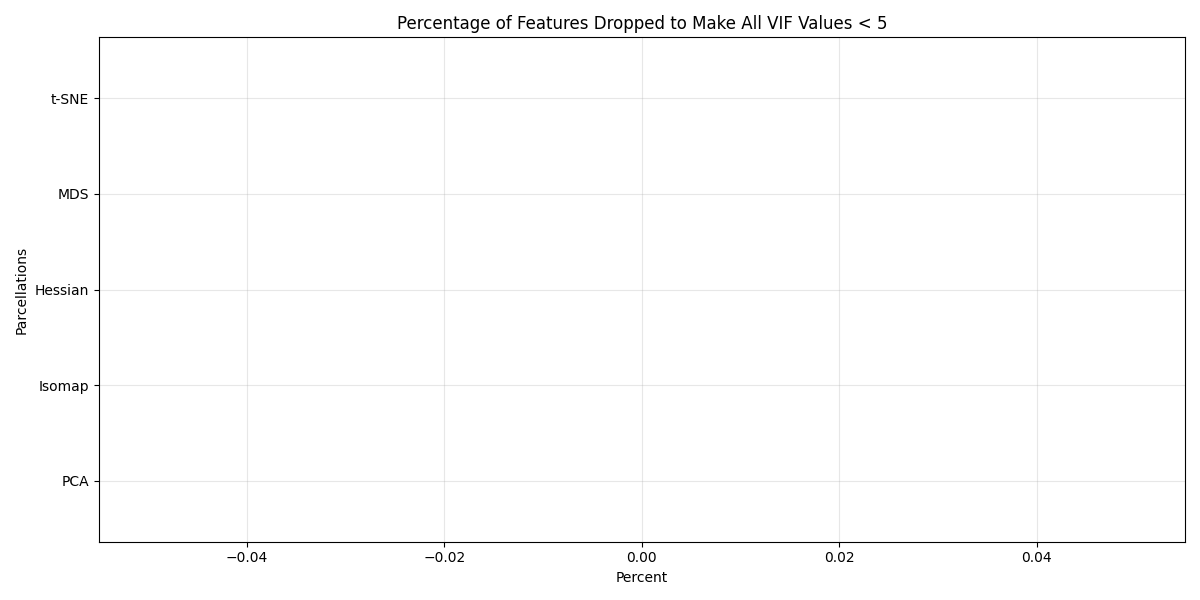 Percentage of Features Dropped to Make All VIF Values < 5
t-SNE
MDS
Hessian
Isomap
PCA
Parcellations
−0.04
−0.02
0.00
0.02
0.04
Percent